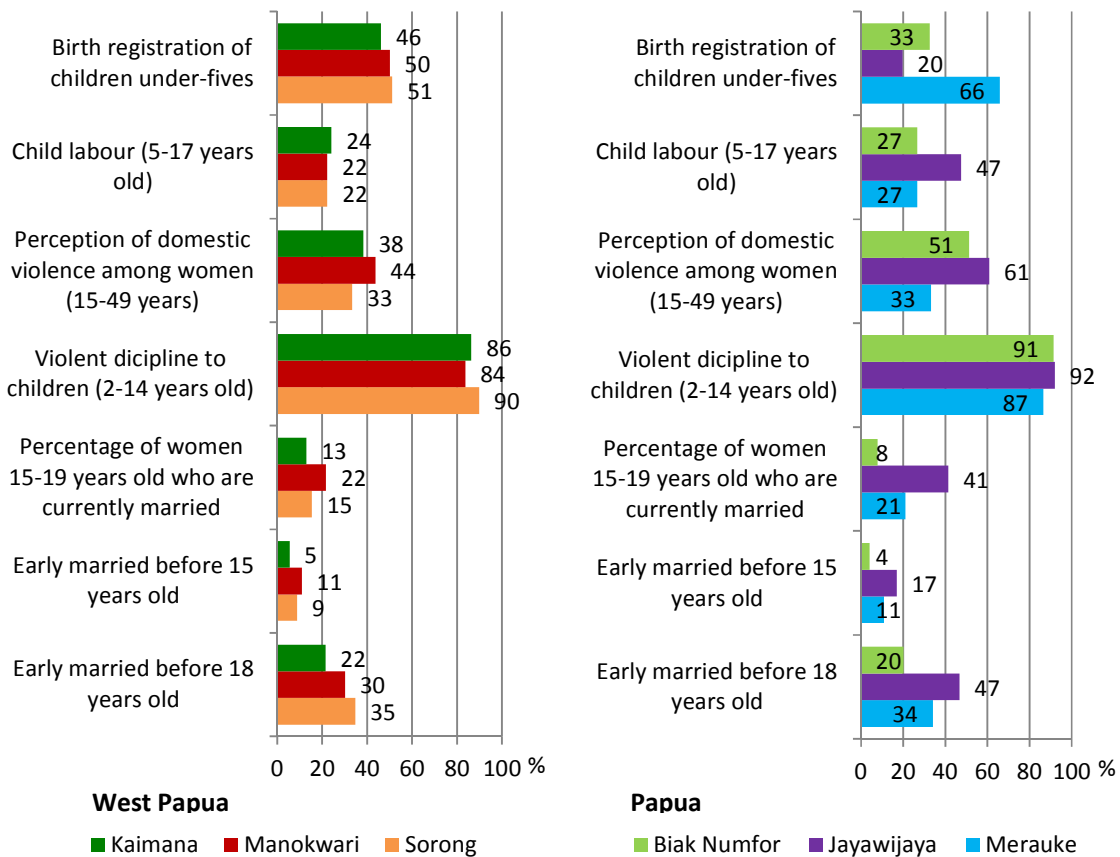 Birth registration of
children under-fives
46
50
51
Child labour (5-17 years
old)
24
22
22
Perception of domestic
violence among women
(15-49 years)
38
44
33
Violent dicipline to
children (2-14 years old)
86
84
90
Percentage of women
15-19 years old who are
currently married
13
22
15
Early married before 15
years old
5
11
9
Early married before 18
years old
22
30
35
0 20 40 60 80 100 %
West Papua
Kaimana Manokwari Sorong
Birth registration of
children under-fives
33
20
66
Child labour (5-17 years
old)
27
47
27
Perception of domestic
violence among women
(15-49 years)
51
61
33
Violent dicipline to
children (2-14 years old)
91
92
87
Percentage of women
15-19 years old who are
currently married
8
41
21
Early married before 15
years old
4
17
11
Early married before 18
years old
20
47
34
0 20 40 60 80 100 %
Papua
Biak Numfor Jayawijaya Merauke